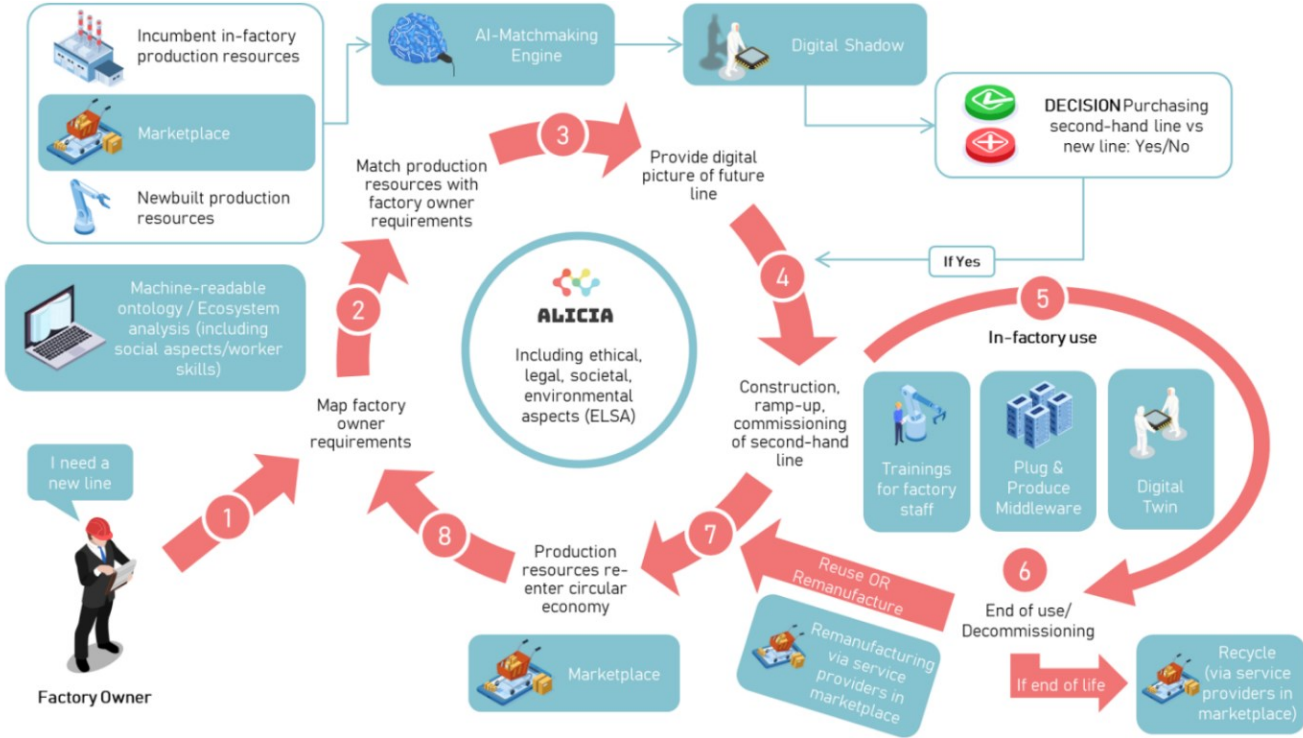 Incumbent in-factory
production resources
Marketplace
Newbuilt production
resources
AI-Matchmaking
Engine
Digital Shadow
DECISION Purchasing
second-hand line vs
new line: Yes/No
If Yes
3
Match production
resources with
factory owner
requirements
Provide digital
picture of future
line
4
2
Machine-readable
ontology / Ecosystem
analysis (including
social aspects/worker
skills)
ALICIA
Including ethical,
legal, societal,
environmental
aspects (ELSA)
5
In-factory use
Trainings
for factory
staff
Plug &
Produce
Middleware
Digital
Twin
Construction,
ramp-up,
commissioning
of second-hand
line
Map factory
owner
requirements
I need a
new line
1
Factory Owner
8
7
6
End of use/
Decommissioning
Reuse OR
Remanufacture
Production
resources re-
enter circular
economy
Marketplace
Remanufacturing
via service
providers in
marketplace
If end of life
Recycle
(via service
providers in
marketplace)